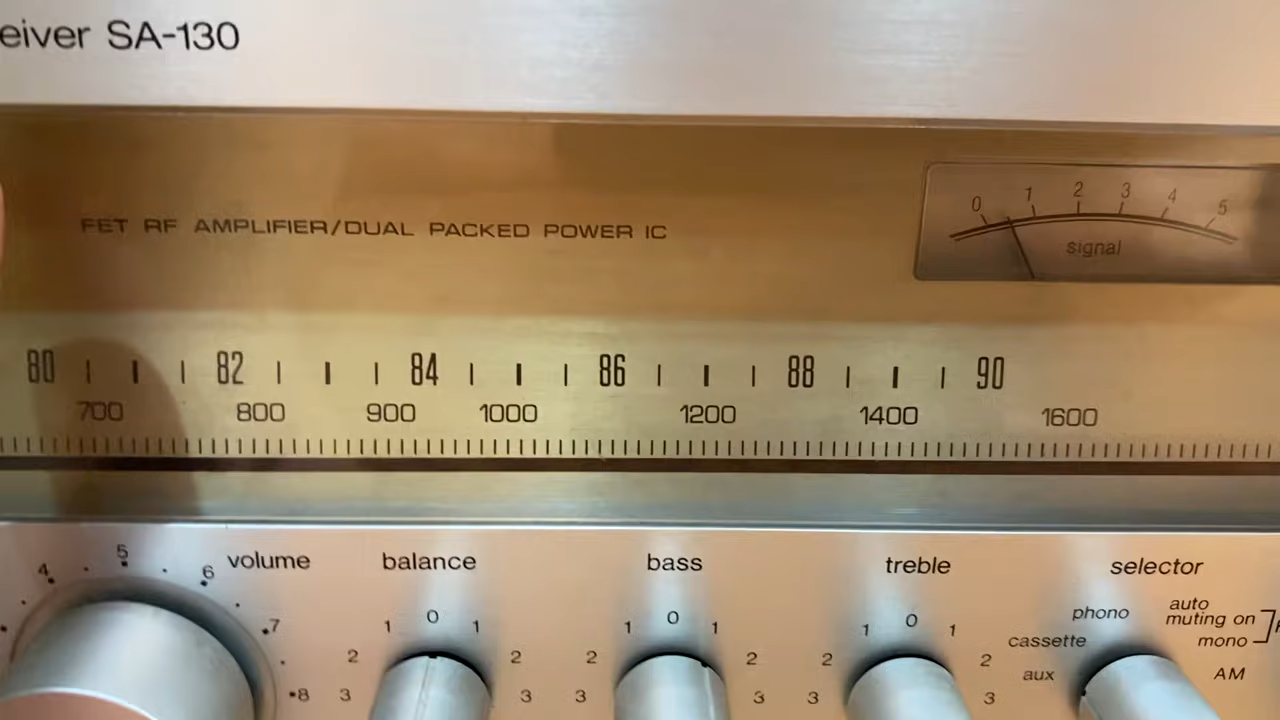 eiver SA-130
0 1 2 3 4 5
signal
FET RF AMPLIFIER/DUAL PACKED POWER IC
80 82 84 86 88 90
700 800 900 1000 1200 1400 1600
volume
4 5 6 7 8
balance
3 2 1 0 1 2 3
bass
3 2 1 0 1 2 3
treble
3 2 1 0 1 2 3
selector
aux
cassette
phono
auto
muting on
mono
AM